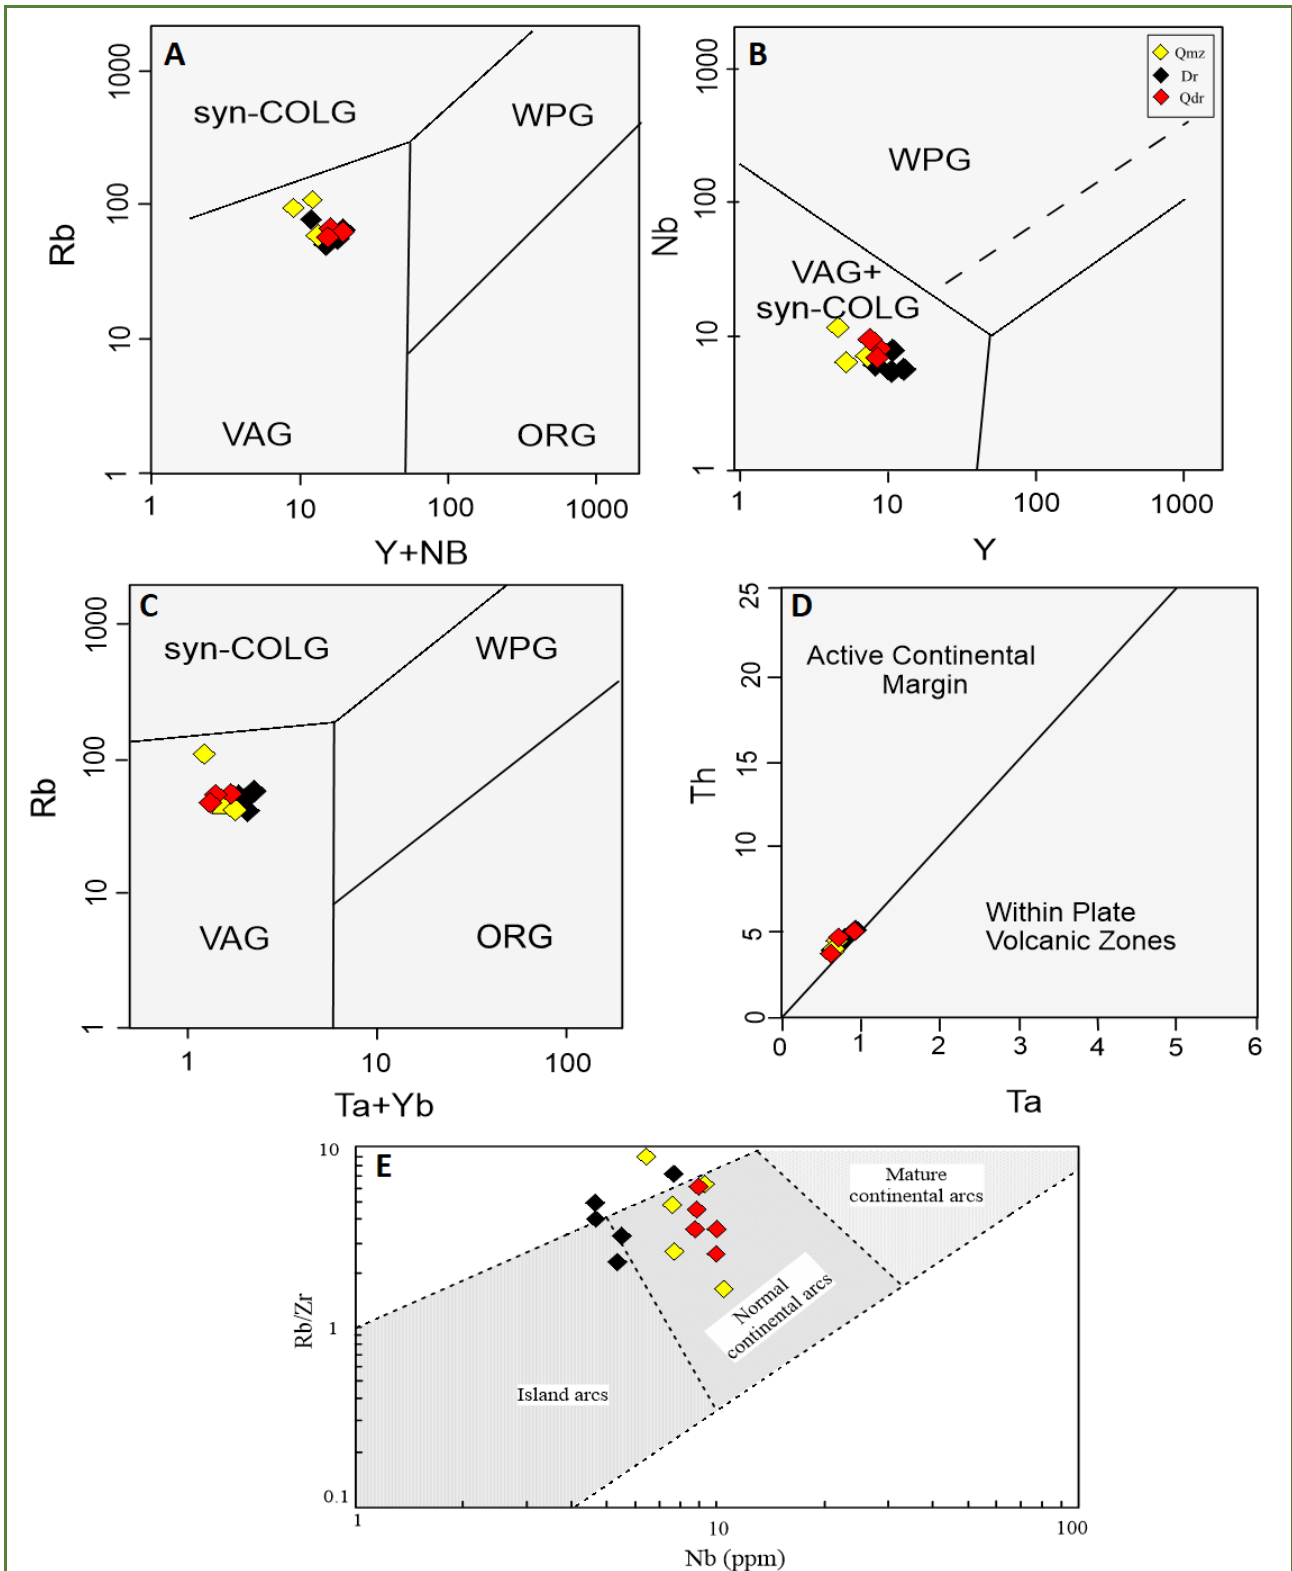 A
1000
100
10
1
Rb
syn-COLG
WPG
VAG
ORG
1
10
100
1000
Y+NB
B
Qmz
Dr
Qdr
1000
100
10
1
Nb
WPG
VAG+
syn-COLG
1
10
100
1000
Y
C
1000
100
10
1
Rb
syn-COLG
WPG
VAG
ORG
1
10
100
Ta+Yb
D
25
20
15
10
5
0
Th
Active Continental
Margin
Within Plate
Volcanic Zones
0
1
2
3
4
5
6
Ta
E
10
1
0.1
Rb/Zr
Mature
continental arcs
Normal
continental arcs
Island arcs
1
10
100
Nb (ppm)